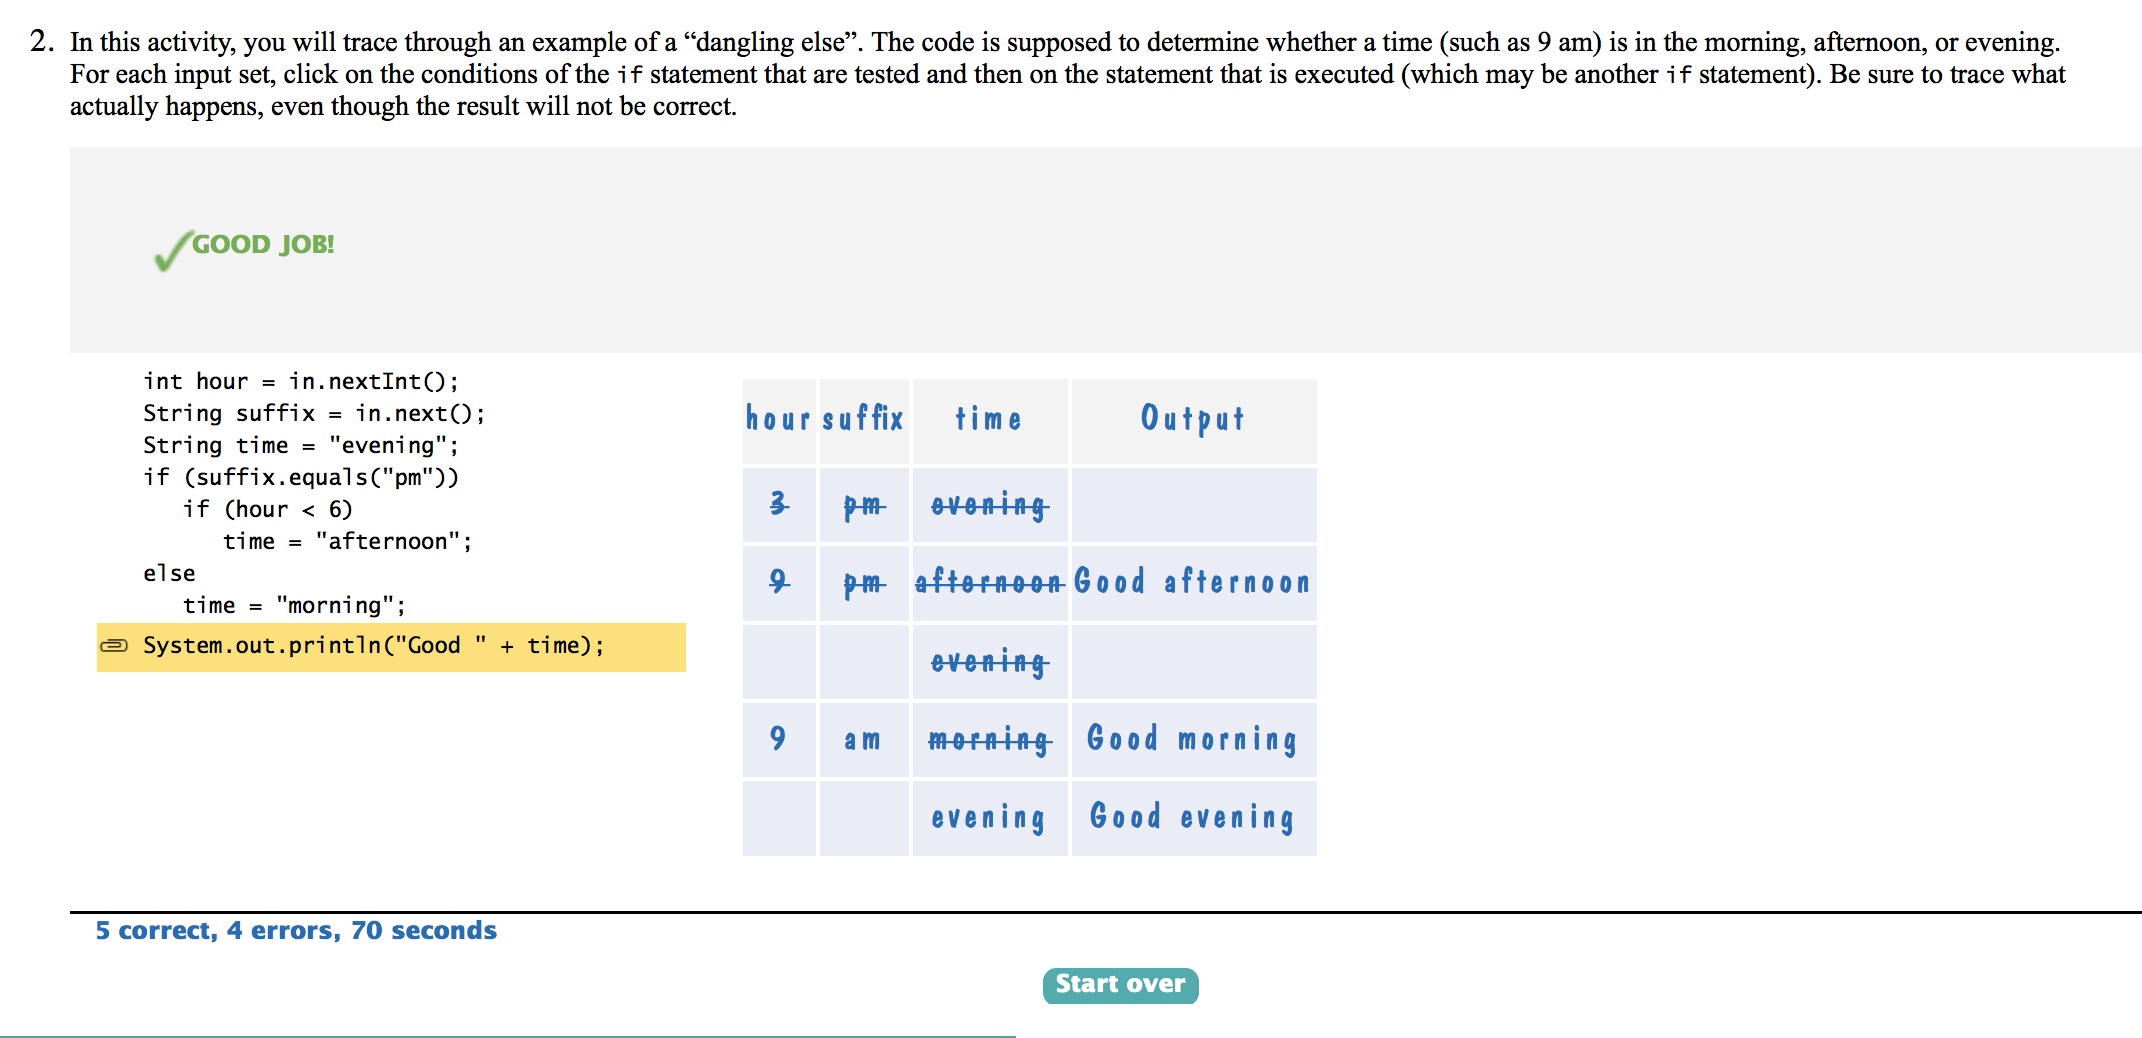 2. In this activity, you will trace through an example of a “dangling else”. The code is supposed to determine whether a time (such as 9 am) is in the morning, afternoon, or evening.
For each input set, click on the conditions of the if statement that are tested and then on the statement that is executed (which may be another if statement). Be sure to trace what
actually happens, even though the result will not be correct.
GOOD JOB!
int hour = in.nextInt();
String suffix = in.next();
String time = "evening";
if (suffix.equals("pm"))
if (hour < 6)
time = "afternoon";
else
time = "morning";
System.out.println("Good " + time);
hour suffix time Output
3 pm evening
9 pm afternoon Good afternoon
evening
9 am morning Good morning
evening Good evening
5 correct, 4 errors, 70 seconds
Start over